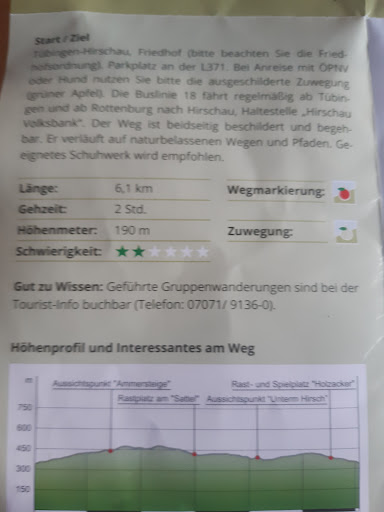 Start / Ziel
Tübingen-Hirschau, Friedhof (bitte beachten Sie die Fried-
hofsordnung), Parkplatz an der L371. Bei Anreise mit ÖPNV
oder Hund nutzen Sie bitte die ausgeschilderte Zuwegung
(grüner Apfel). Die Buslinie 18 fährt regelmäßig ab Tübin-
gen und ab Rottenburg nach Hirschau, Haltestelle „Hirschau
Volksbank“. Der Weg ist beidseitig beschildert und begeh-
bar. Er verläuft auf naturbelassenen Wegen und Pfaden. Ge-
eignetes Schuhwerk wird empfohlen.
Länge: 6,1 km Wegmarkierung:
Gehzeit: 2 Std.
Höhenmeter: 190 m Zuwegung:
Schwierigkeit:
Gut zu Wissen: Geführte Gruppenwanderungen sind bei der
Tourist-Info buchbar (Telefon: 07071/ 9136-0).
Höhenprofil und Interessantes am Weg
m Aussichtspunkt "Ammersteige" Rast- und Spielplatz "Holzacker"
Rastplatz am "Sattel" Aussichtspunkt "Unterm Hirsch"
750
600
450
300
150